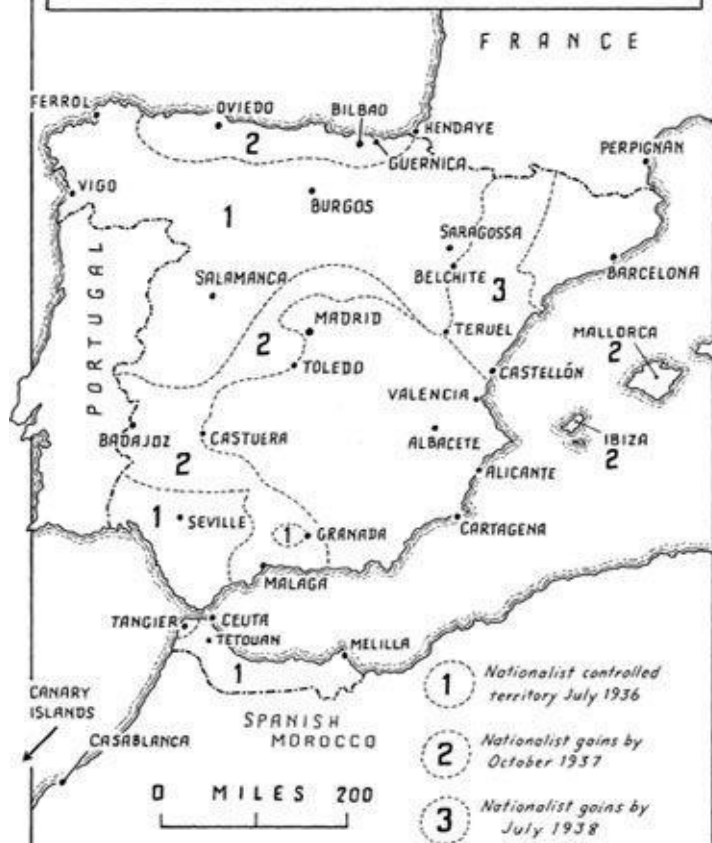 FRANCE
FERROL
OVIEDO
BILBAO
HENDAYE
2
GUERNICA
PERPIGNAN
VIGO
1
BURGOS
SARAGOSSA
BELCHITE
BARCELONA
3
PORTUGAL
SALAMANCA
2
MADRID
TERUEL
MALLORCA
2
TOLEDO
CASTELLÓN
VALENCIA
BADAJOZ
CASTUERA
ALBACETE
IBIZA
2
2
ALICANTE
1
SEVILLE
1
GRANADA
CARTAGENA
MALAGA
TANGIER
CEUTA
TETOUAN
MELILLA
1
CANARY
ISLANDS
CASABLANCA
SPANISH
MOROCCO
1 Nationalist controlled
territory July 1936
2 Nationalist gains by
October 1937
3 Nationalist gains by
July 1938
0 MILES 200